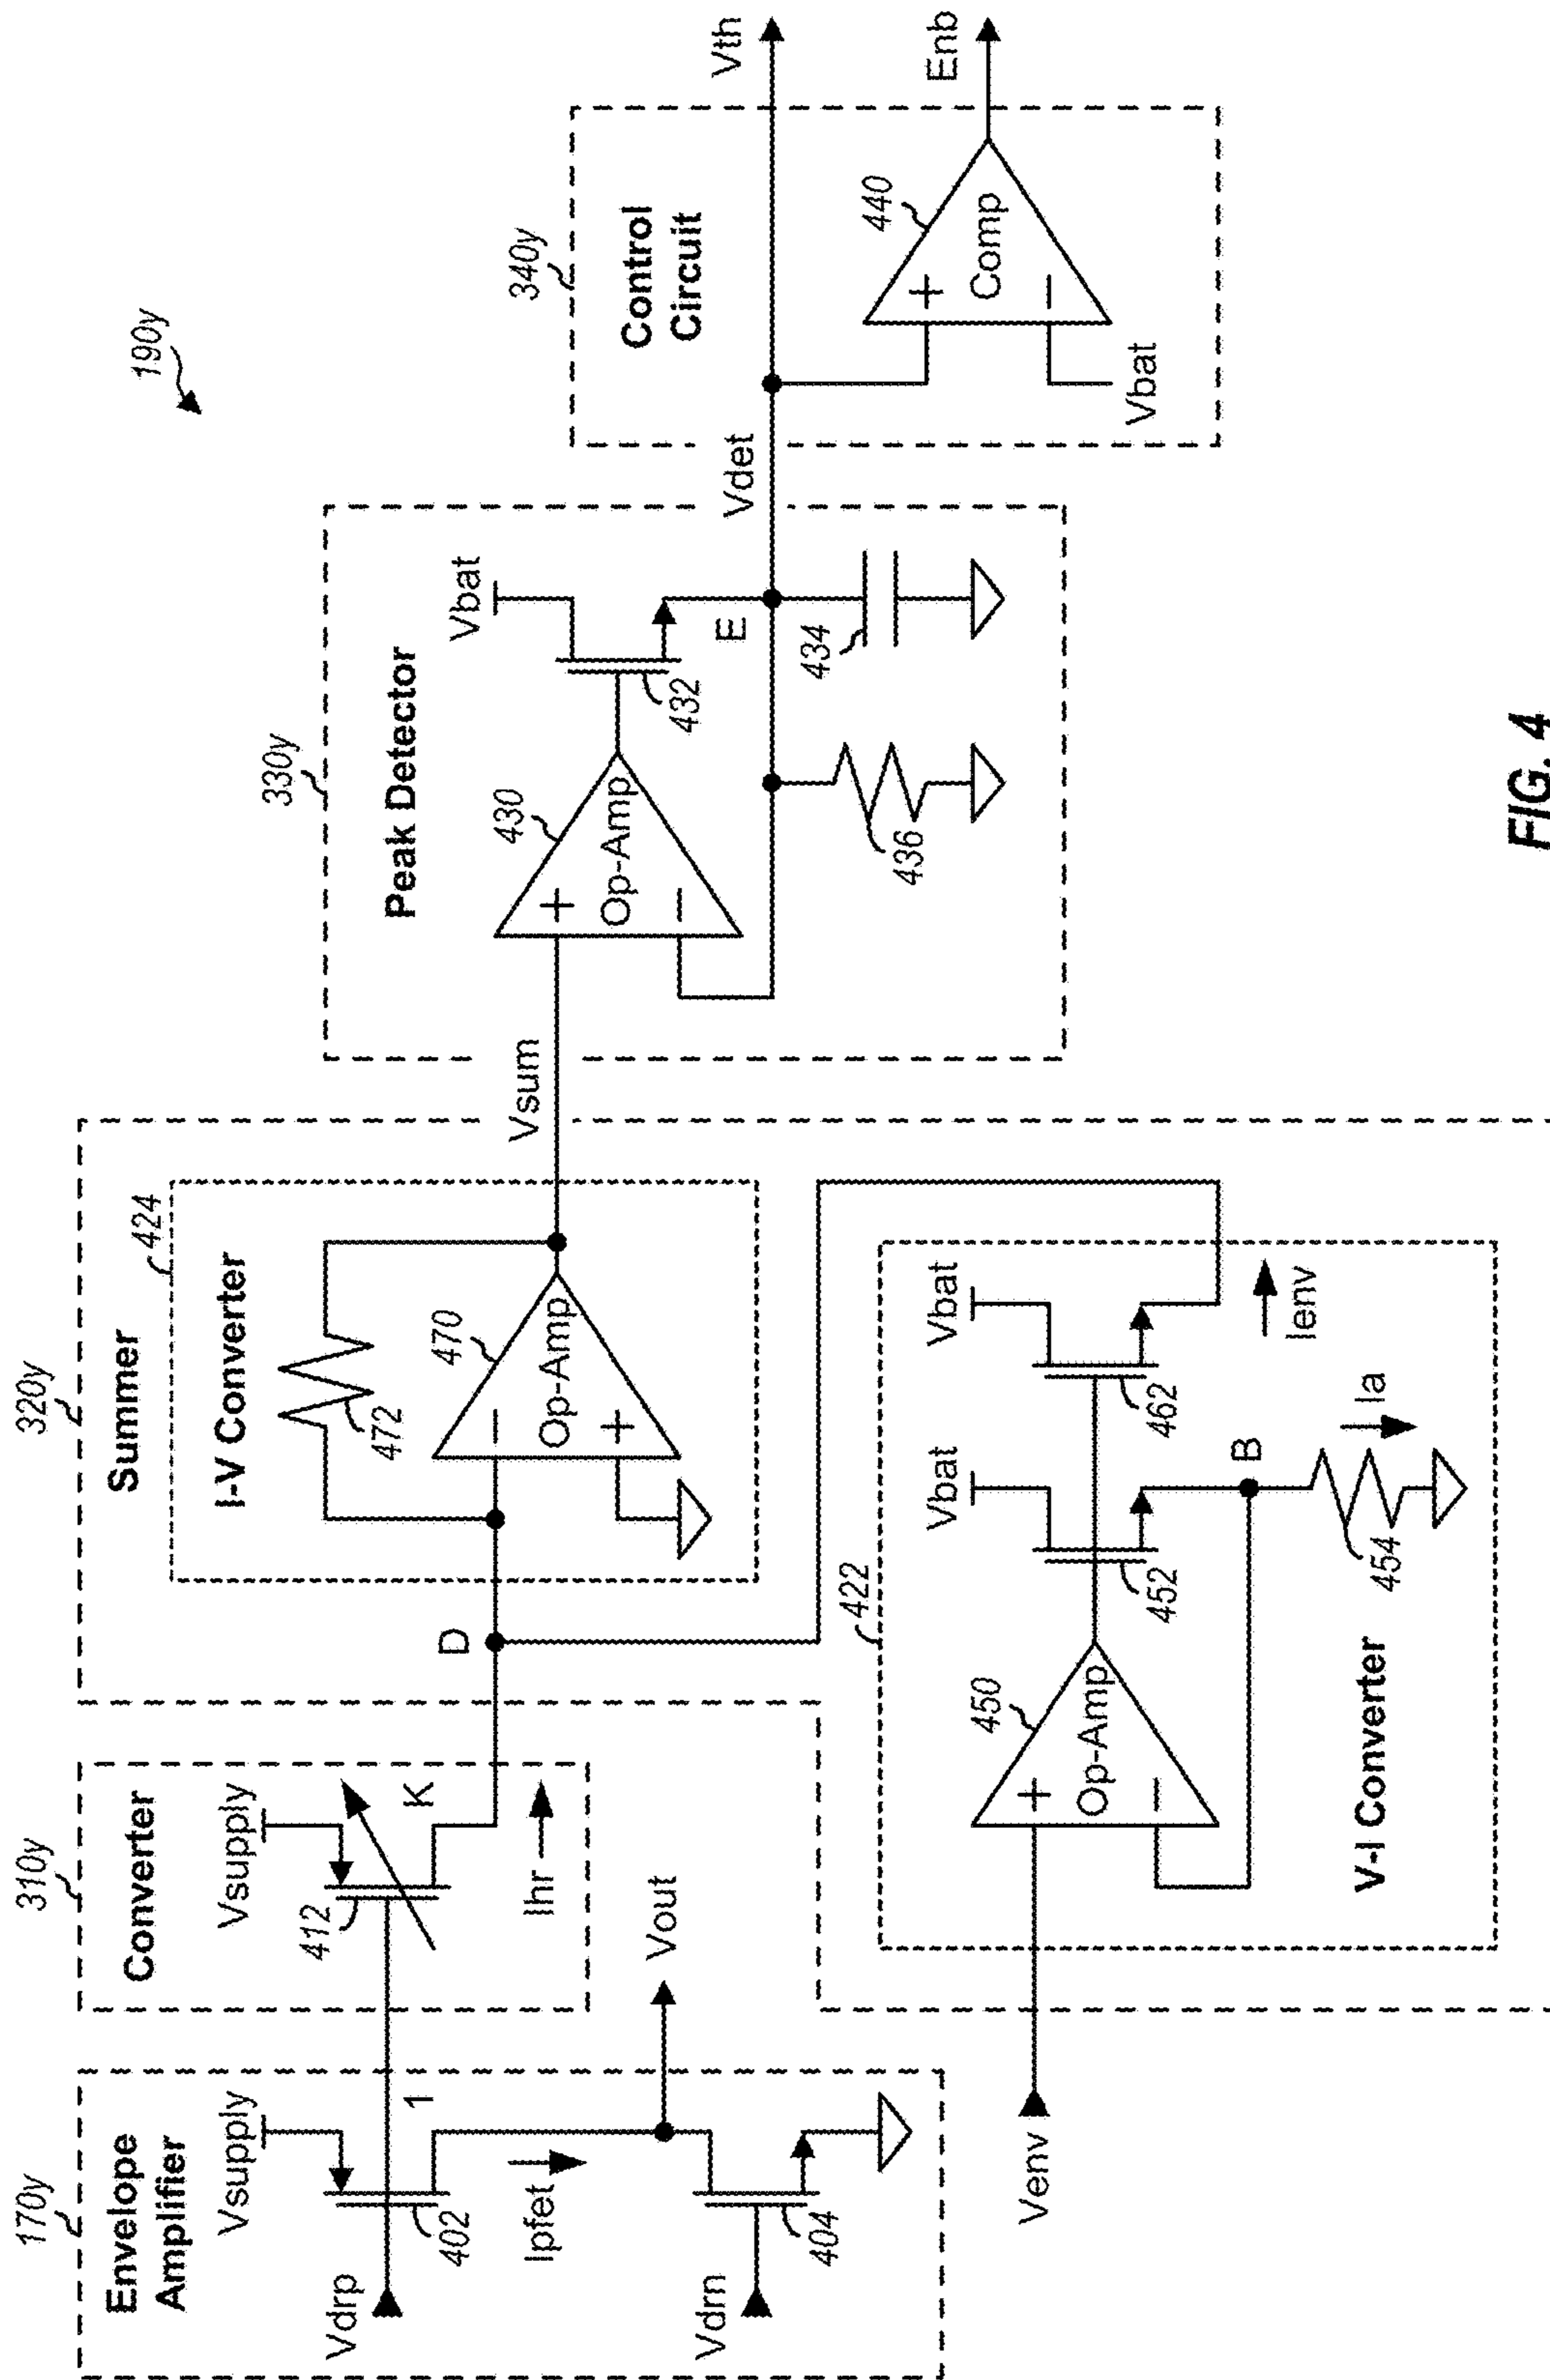 190y
170y
Envelope
Amplifier
Vsupply
Vdrp
1
402
Ipfet
Vout
Vdrn
404
310y
Converter
Vsupply
412
K
Ihr
320y
Summer
424
I-V Converter
472
470
−
Op-Amp
+
D
Vsum
Venv
422
450
+
Op-Amp
−
V-I Converter
Vbat
452
B
454
Ia
Vbat
462
Ienv
330y
Peak Detector
430
+
Op-Amp
−
Vbat
432
E
436
434
Vdet
340y
Control
Circuit
440
+
Comp
−
Vbat
Vth
Enb
FIG. 4